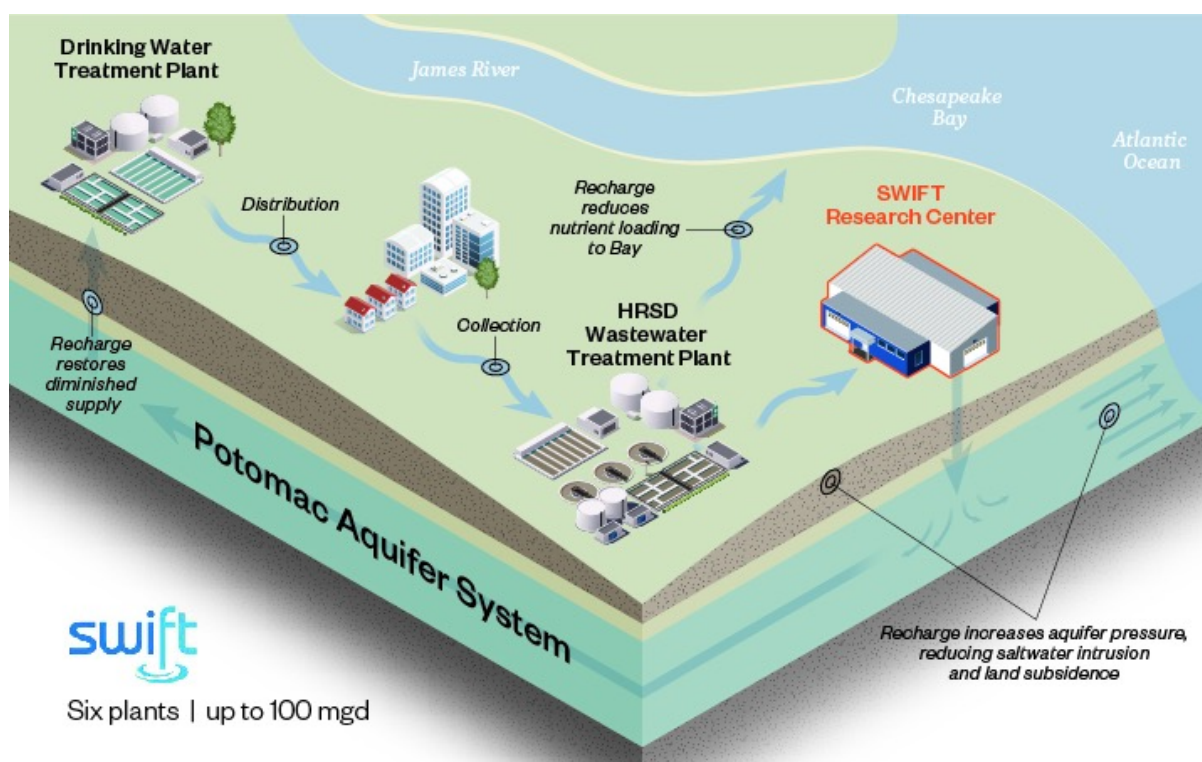 Drinking Water
Treatment Plant
James River
Chesapeake
Bay
Atlantic
Ocean
Distribution
Recharge
reduces
nutrient loading
to Bay
SWIFT
Research Center
Collection
HRSD
Wastewater
Treatment Plant
Recharge
restores
diminished
supply
Potomac Aquifer System
Recharge increases aquifer pressure,
reducing saltwater intrusion
and land subsidence
swift
Six plants | up to 100 mgd